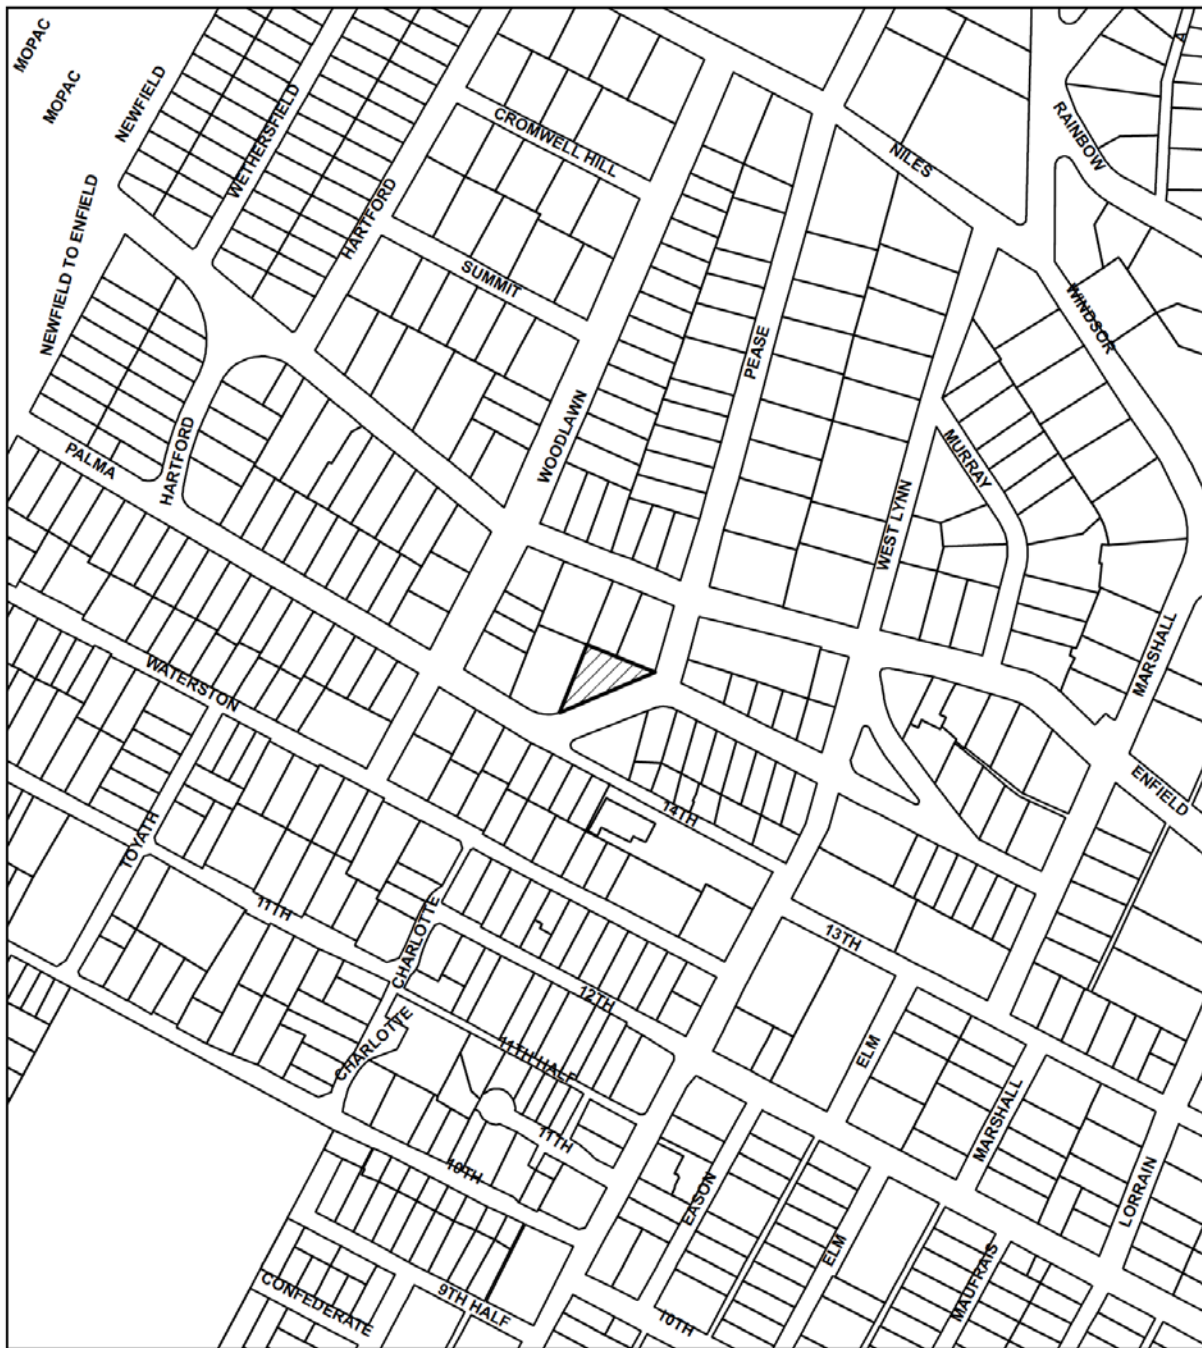 MOPAC
MOPAC
NEWFIELD
WETHERSFIELD
CROMWELL HILL
RAINBOW
NILES
HARTFORD
NEWFIELD TO ENFIELD
SUMMIT
WINDSOR
PEASE
WOODLAWN
PALMA
HARTFORD
MURRAY
WEST LYNN
MARSHALL
WATERSTON
ENFIELD
14TH
TOYATH
11TH
CHARLOTTE
13TH
12TH
CHARLOTTE
11TH HALF
ELM
MARSHALL
11TH
10TH
EASON
LORRAIN
ELM
MAUFRAIS
CONFEDERATE
9TH HALF
10TH